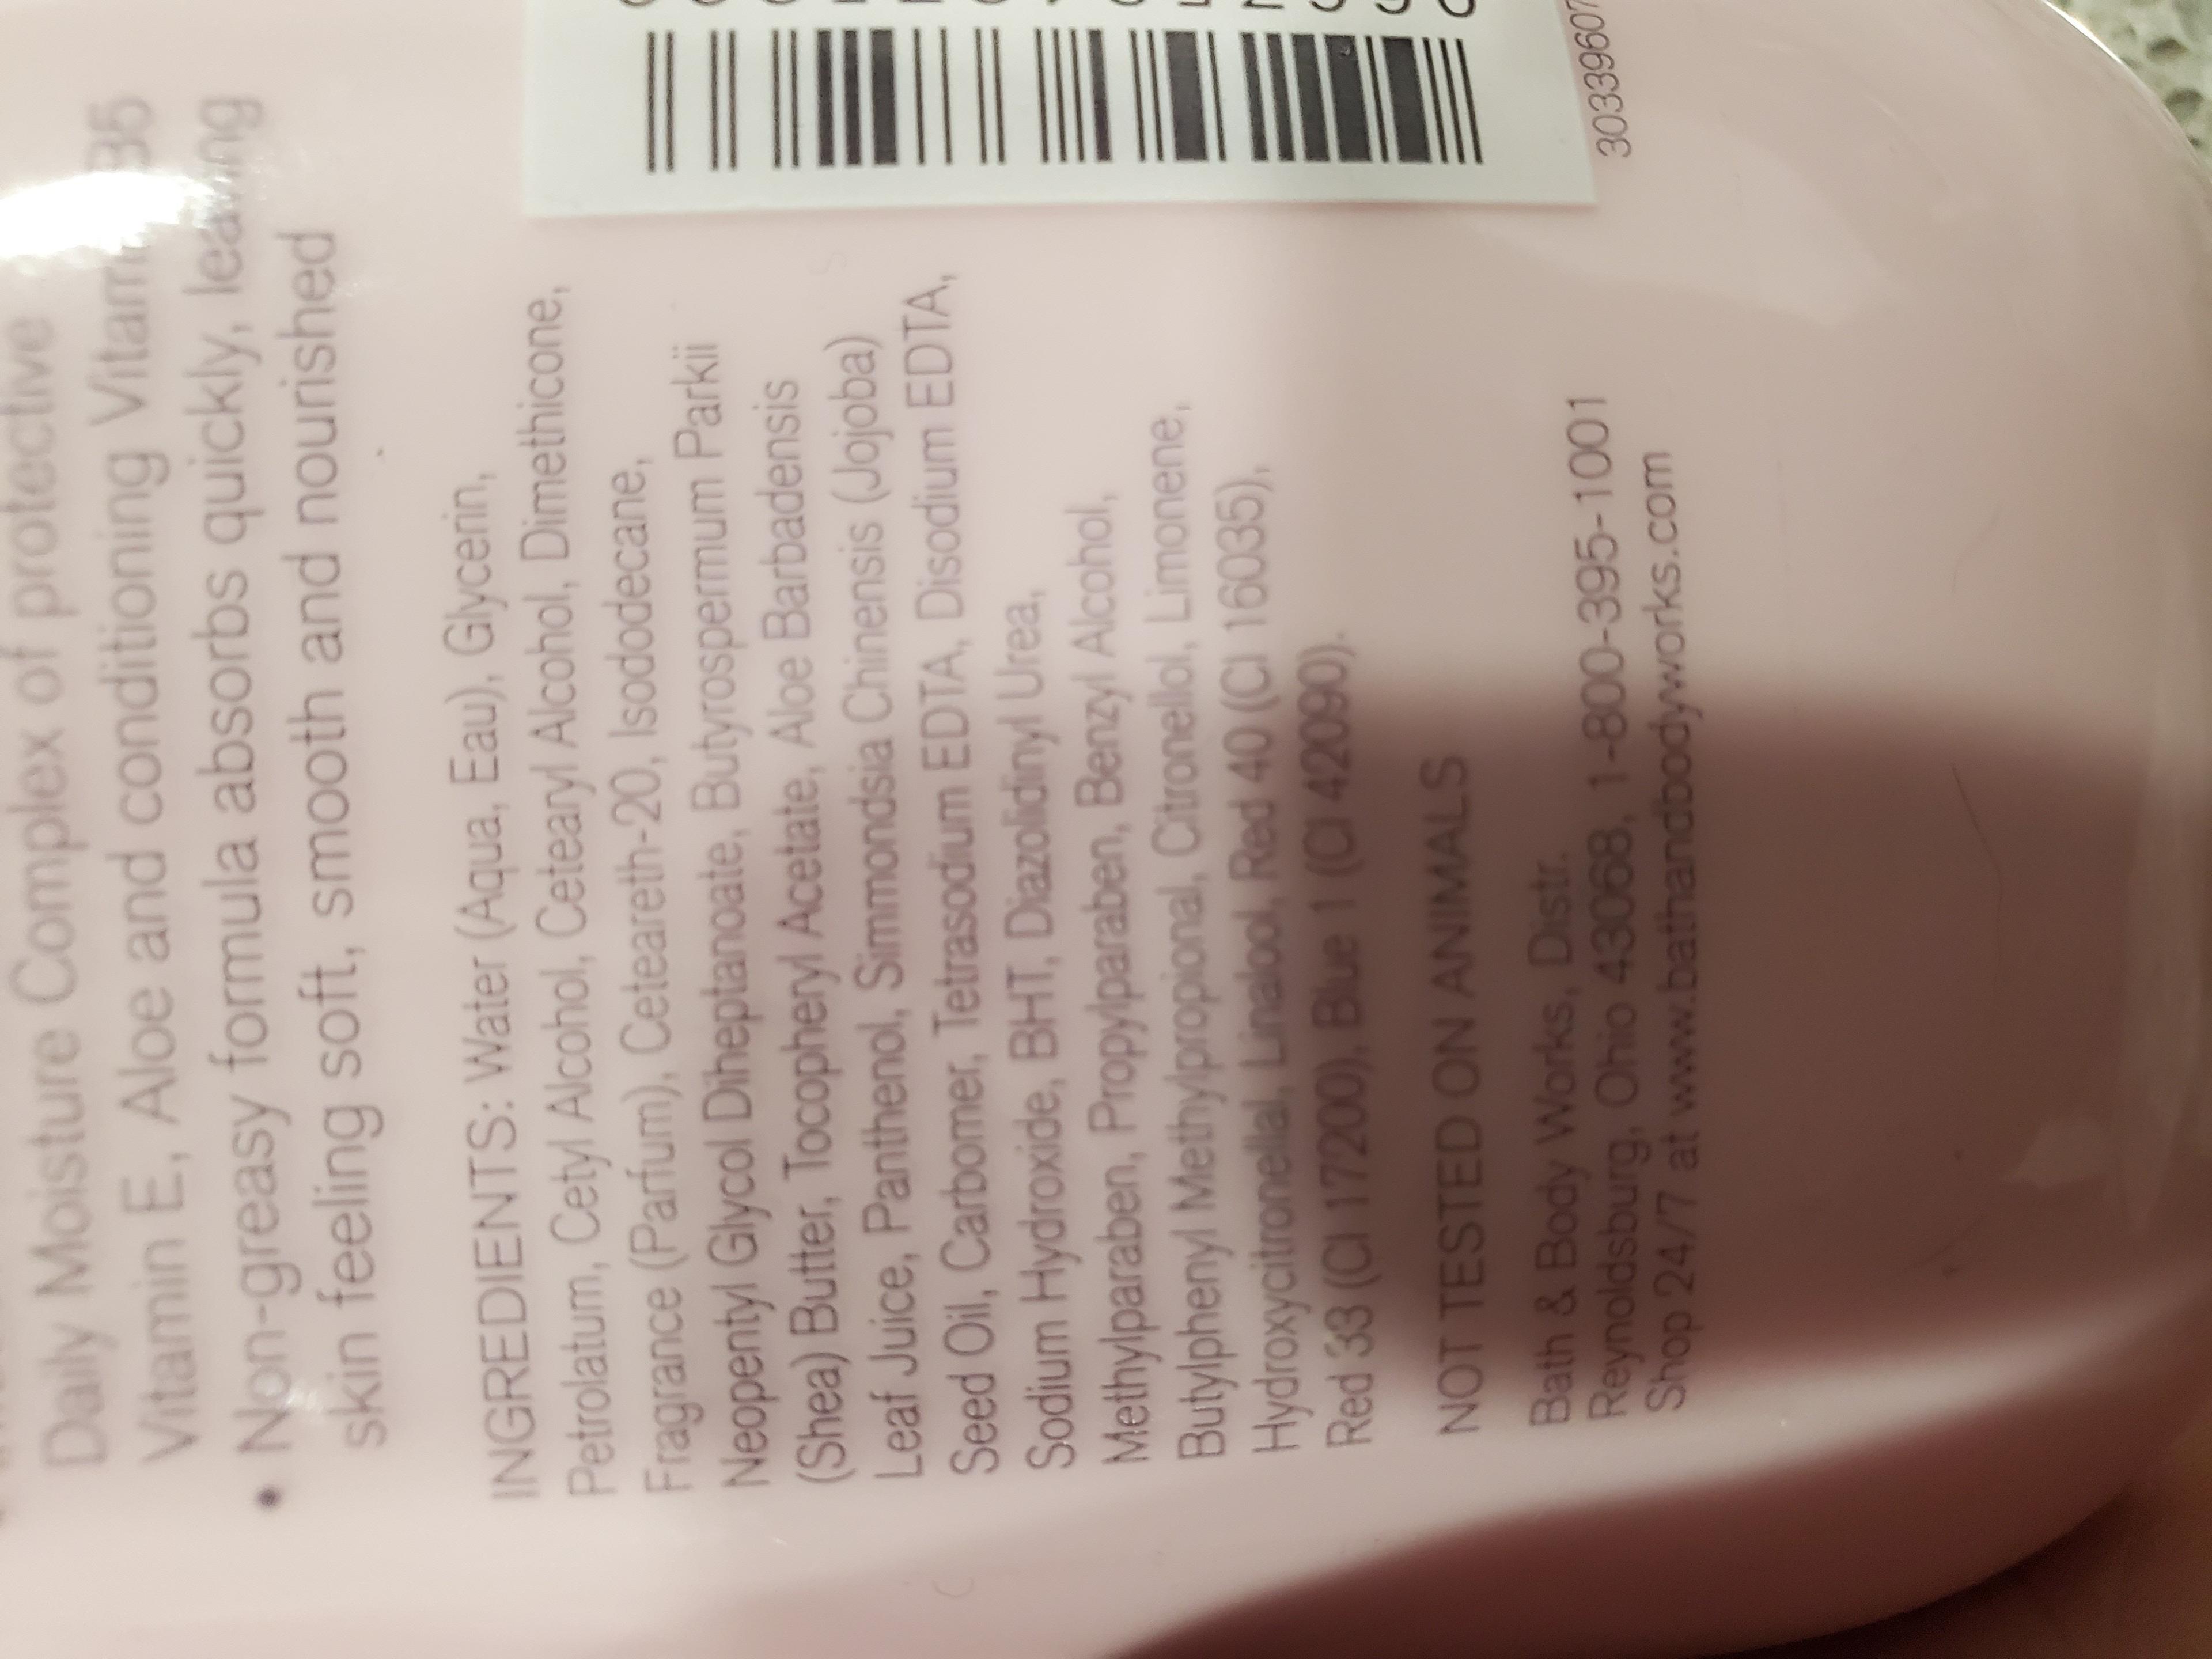 Daily Moisture Complex of protective
Vitamin E, Aloe and conditioning B5
• Non-greasy formula absorbs quickly, leaving
skin feeling soft, smooth and nourished
INGREDIENTS: Water (Aqua, Eau), Glycerin,
Petrolatum, Cetyl Alcohol, Cetearyl Alcohol, Dimethicone,
Fragrance (Parfum), Ceteareth-20, Isododecane,
Neopentyl Glycol Diheptanoate, Butyrospermum Parkii
(Shea) Butter, Tocopheryl Acetate, Aloe Barbadensis
Leaf Juice, Panthenol, Simmondsia Chinensis (Jojoba)
Seed Oil, Carbomer, Tetrasodium EDTA, Disodium EDTA,
Sodium Hydroxide, BHT, Diazolidinyl Urea,
Methylparaben, Propylparaben, Benzyl Alcohol,
Butylphenyl Methylpropional, Citronellol, Limonene,
Hydroxycitronellal, Linalool, Red 40 (CI 16035),
Red 33 (CI 17200), Blue 1 (CI 42090).
NOT TESTED ON ANIMALS
Bath & Body Works, Distr.
Reynoldsburg, Ohio 43068, 1-800-395-1001
Shop 24/7 at www.bathandbodyworks.com